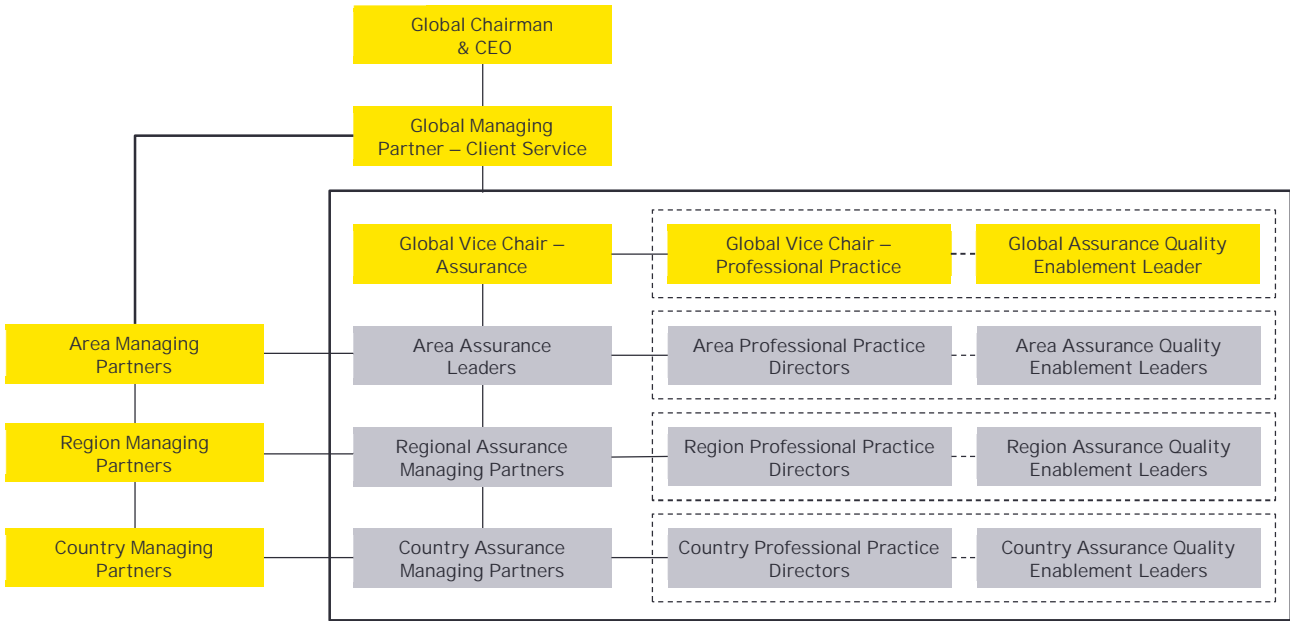 Global Chairman
& CEO
Global Managing
Partner – Client Service
Global Vice Chair –
Assurance
Global Vice Chair –
Professional Practice
Global Assurance Quality
Enablement Leader
Area Managing
Partners
Area Assurance
Leaders
Area Professional Practice
Directors
Area Assurance Quality
Enablement Leaders
Region Managing
Partners
Regional Assurance
Managing Partners
Region Professional Practice
Directors
Region Assurance Quality
Enablement Leaders
Country Managing
Partners
Country Assurance
Managing Partners
Country Professional Practice
Directors
Country Assurance Quality
Enablement Leaders